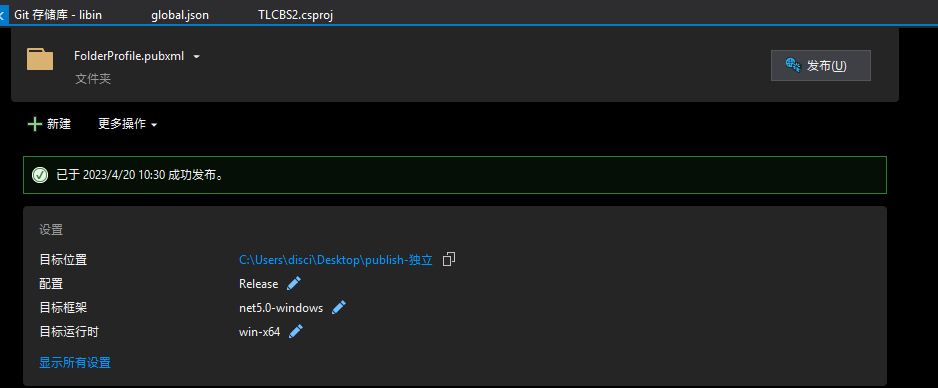 Git 存储库 - libin global.json TLCBS2.csproj
FolderProfile.pubxml
文件夹
发布(U)
新建 更多操作
已于 2023/4/20 10:30 成功发布。
设置
目标位置 C:\Users\disci\Desktop\publish-独立
配置 Release
目标框架 net5.0-windows
目标运行时 win-x64
显示所有设置